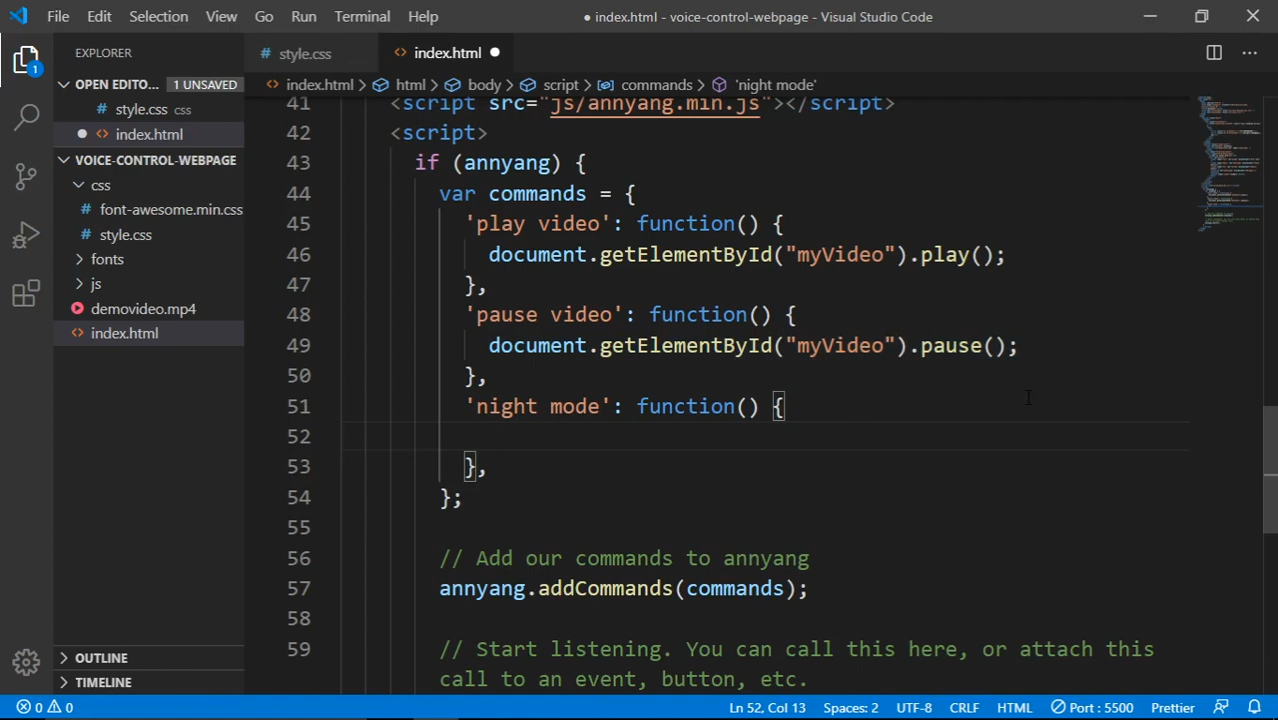 File Edit Selection View Go Run Terminal Help ● index.html - voice-control-webpage - Visual Studio Code
EXPLORER
style.css index.html
OPEN EDITO... 1 UNSAVED
index.html > html > body > script > commands > 'night mode'
style.css css
index.html
VOICE-CONTROL-WEBPAGE
css
font-awesome.min.css
style.css
fonts
js
demovideo.mp4
index.html
OUTLINE
TIMELINE
1
41 <script src="js/annyang.min.js"></script>
42 <script>
43 if (annyang) {
44 var commands = {
45 'play video': function() {
46 document.getElementById("myVideo").play();
47 },
48 'pause video': function() {
49 document.getElementById("myVideo").pause();
50 },
51 'night mode': function() {
52
53 },
54 };
55
56 // Add our commands to annyang
57 annyang.addCommands(commands);
58
59 // Start listening. You can call this here, or attach this
call to an event, button, etc.
0 0 Ln 52, Col 13 Spaces: 2 UTF-8 CRLF HTML Port : 5500 Prettier